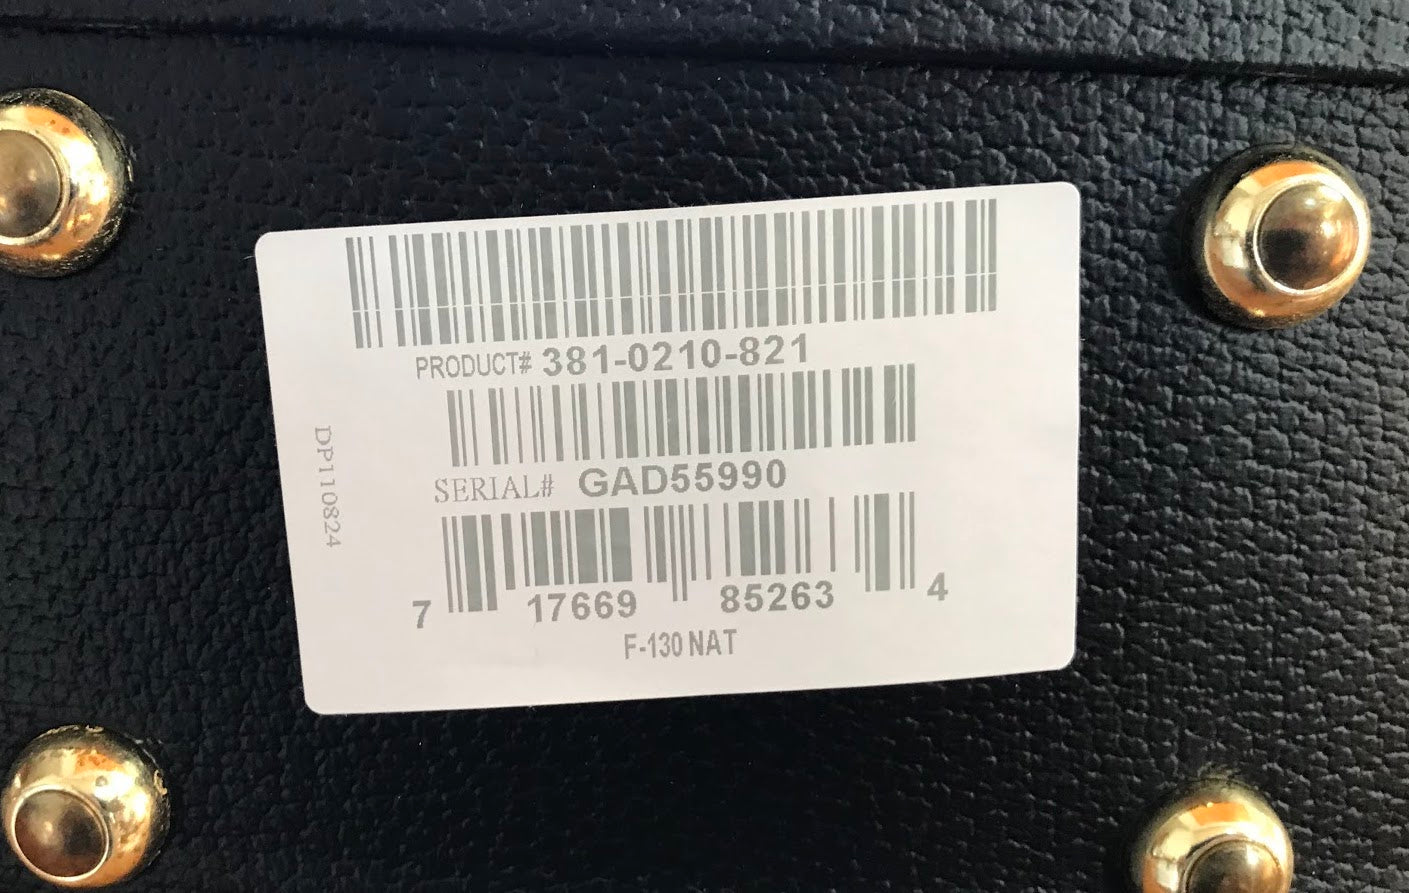 PRODUCT# 381-0210-821
SERIAL# GAD55990
7 17669 85263 4
F-130 NAT
DP110824